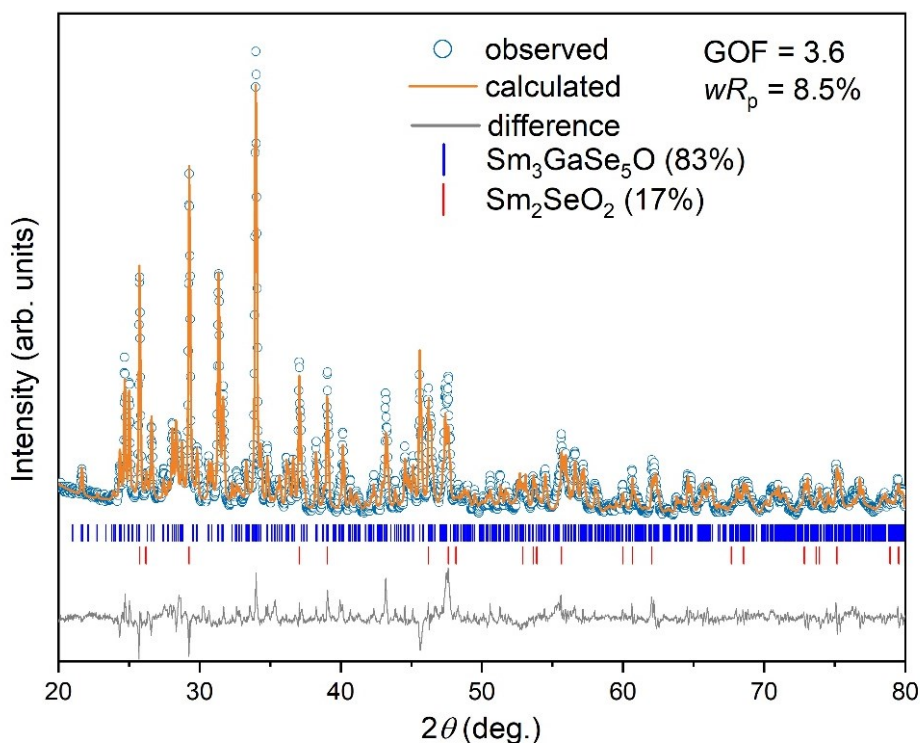 observed
GOF = 3.6
calculated
wRₚ = 8.5%
difference
Sm₃GaSe₅O (83%)
Sm₂SeO₂ (17%)
Intensity (arb. units)
20 30 40 50 60 70 80
2θ (deg.)